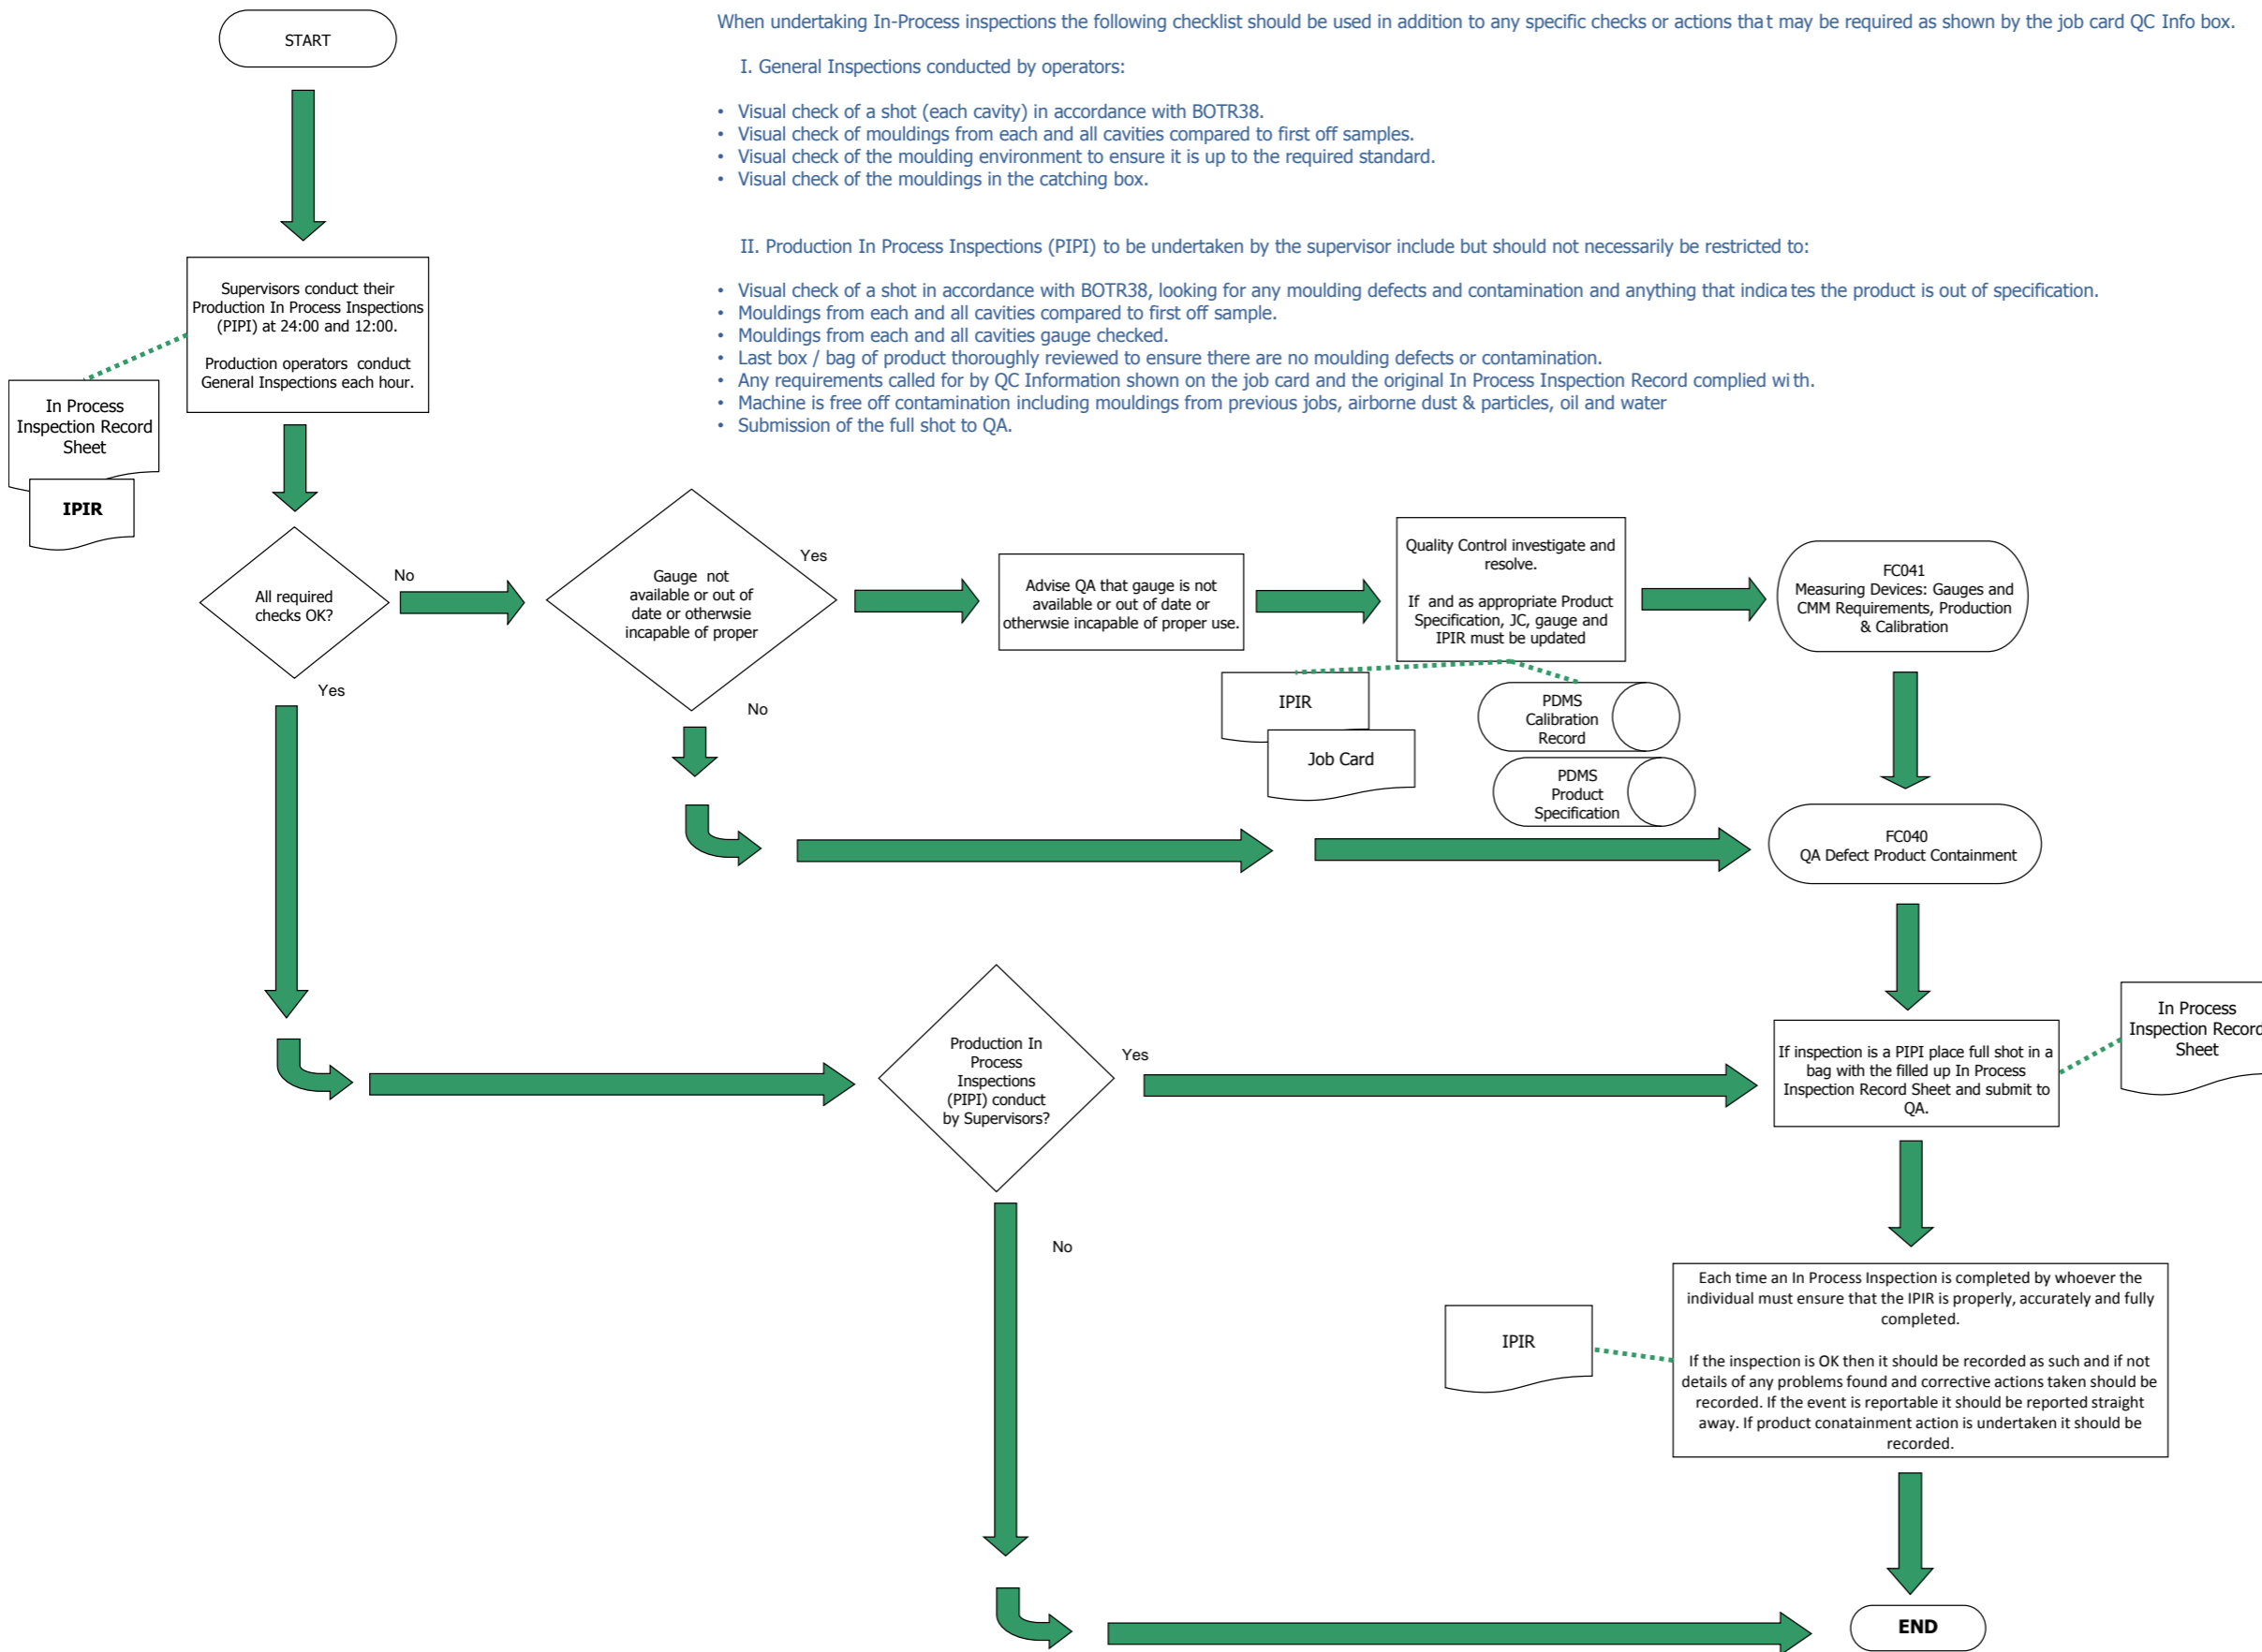 When undertaking In-Process inspections the following checklist should be used in addition to any specific checks or actions that may be required as shown by the job card QC Info box.
START
I. General Inspections conducted by operators:
• Visual check of a shot (each cavity) in accordance with BOTR38.
• Visual check of mouldings from each and all cavities compared to first off samples.
• Visual check of the moulding environment to ensure it is up to the required standard.
• Visual check of the mouldings in the catching box.
II. Production In Process Inspections (PIPI) to be undertaken by the supervisor include but should not necessarily be restricted to:
• Visual check of a shot in accordance with BOTR38, looking for any moulding defects and contamination and anything that indicates the product is out of specification.
• Mouldings from each and all cavities compared to first off sample.
• Mouldings from each and all cavities gauge checked.
• Last box / bag of product thoroughly reviewed to ensure there are no moulding defects or contamination.
• Any requirements called for by QC Information shown on the job card and the original In Process Inspection Record complied with.
• Machine is free off contamination including mouldings from previous jobs, airborne dust & particles, oil and water
• Submission of the full shot to QA.
Supervisors conduct their
Production In Process Inspections
(PIPI) at 24:00 and 12:00.
Production operators conduct
General Inspections each hour.
In Process
Inspection Record
Sheet
IPIR
All required
checks OK?
No
Yes
Gauge not
available or out of
date or otherwsie
incapable of proper
Yes
No
Advise QA that gauge is not
available or out of date or
otherwsie incapable of proper use.
Quality Control investigate and
resolve.
If and as appropriate Product
Specification, JC, gauge and
IPIR must be updated
FC041
Measuring Devices: Gauges and
CMM Requirements, Production
& Calibration
IPIR
Job Card
PDMS
Calibration
Record
PDMS
Product
Specification
FC040
QA Defect Product Containment
Production In
Process
Inspections
(PIPI) conduct
by Supervisors?
Yes
No
If inspection is a PIPI place full shot in a
bag with the filled up In Process
Inspection Record Sheet and submit to
QA.
In Process
Inspection Record
Sheet
Each time an In Process Inspection is completed by whoever the
individual must ensure that the IPIR is properly, accurately and fully
completed.
If the inspection is OK then it should be recorded as such and if not
details of any problems found and corrective actions taken should be
recorded. If the event is reportable it should be reported straight
away. If product conatainment action is undertaken it should be
recorded.
IPIR
END